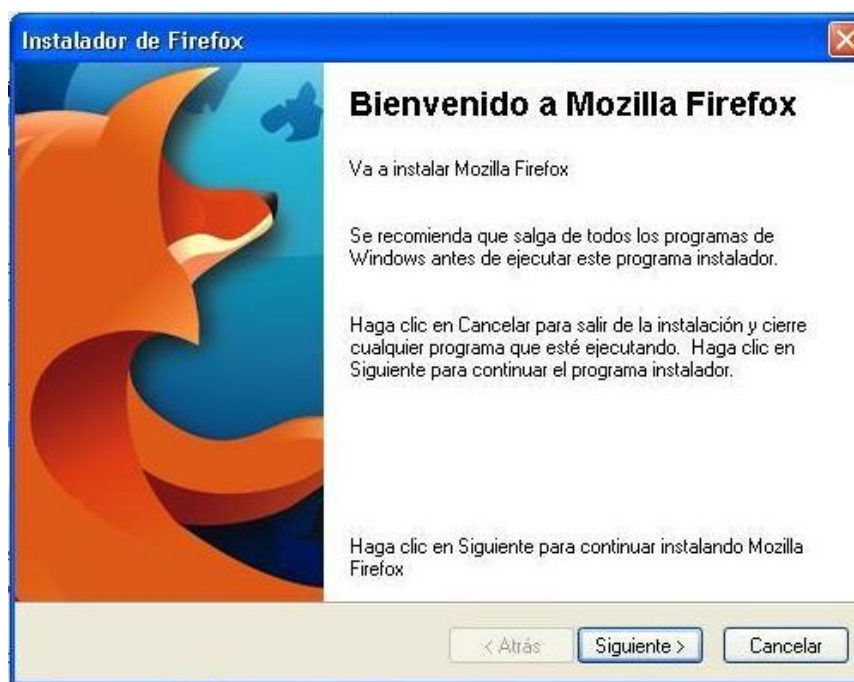 Instalador de Firefox
Bienvenido a Mozilla Firefox
Va a instalar Mozilla Firefox
Se recomienda que salga de todos los programas de
Windows antes de ejecutar este programa instalador.
Haga clic en Cancelar para salir de la instalación y cierre
cualquier programa que esté ejecutando.  Haga clic en
Siguiente para continuar el programa instalador.
Haga clic en Siguiente para continuar instalando Mozilla
Firefox
< Atrás
Siguiente >
Cancelar